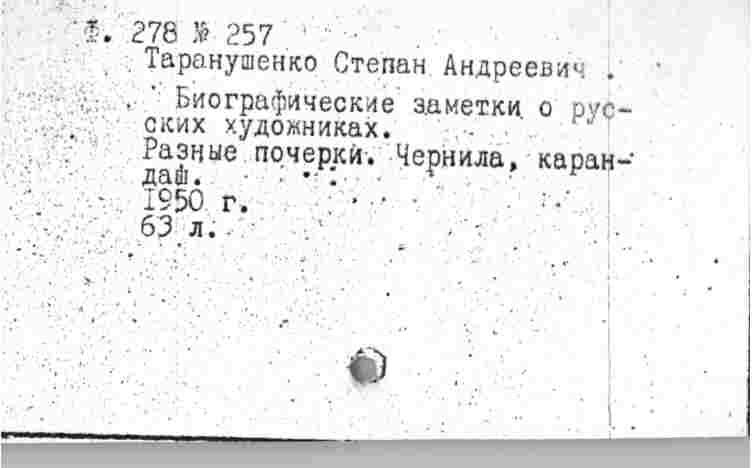 Ф. 278 № 257
Таранушенко Степан Андреевич.
Биографические заметки о рус-
ских художниках.
Разные почерки. Чернила, каран-
даш.
1950 г.
63 л.